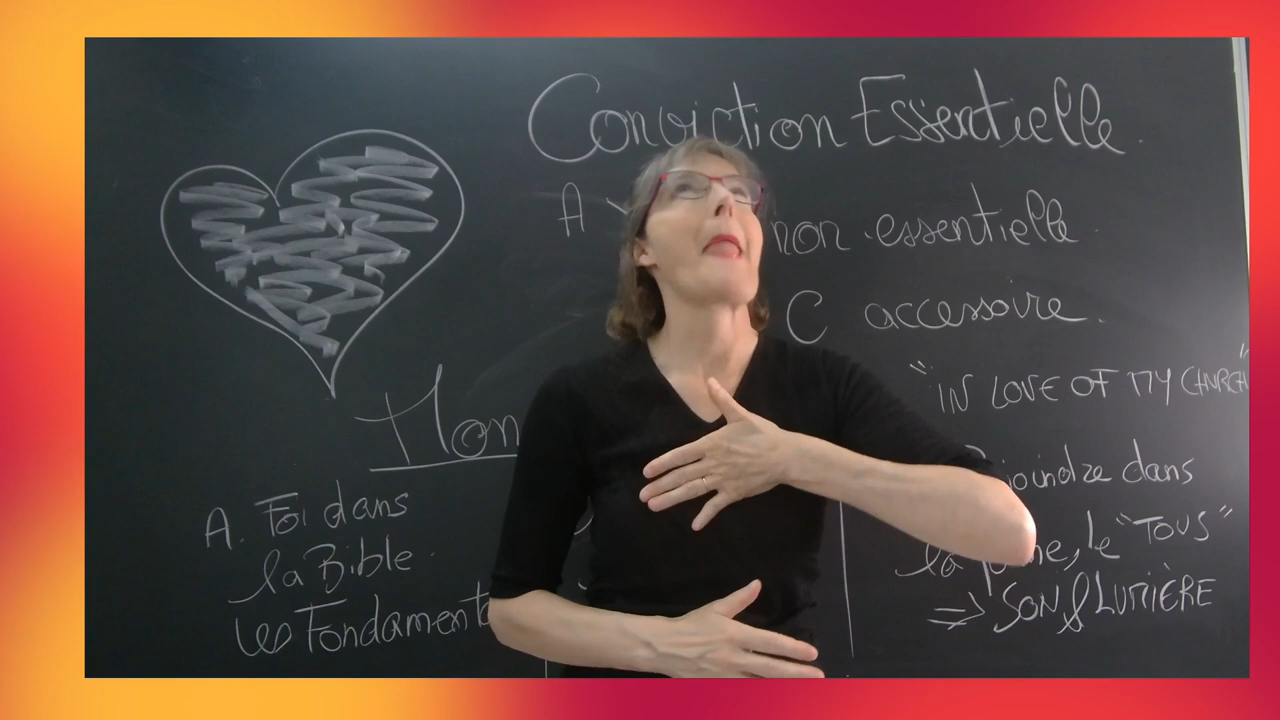 Conviction Essentielle.
A
non essentielle.
C accessoire.
"IN LOVE OF MY CHURCH"
Mon
A. Foi dans
la Bible.
les Fondament
dans
la
le "TOUS"
=> SON & LUMIÈRE